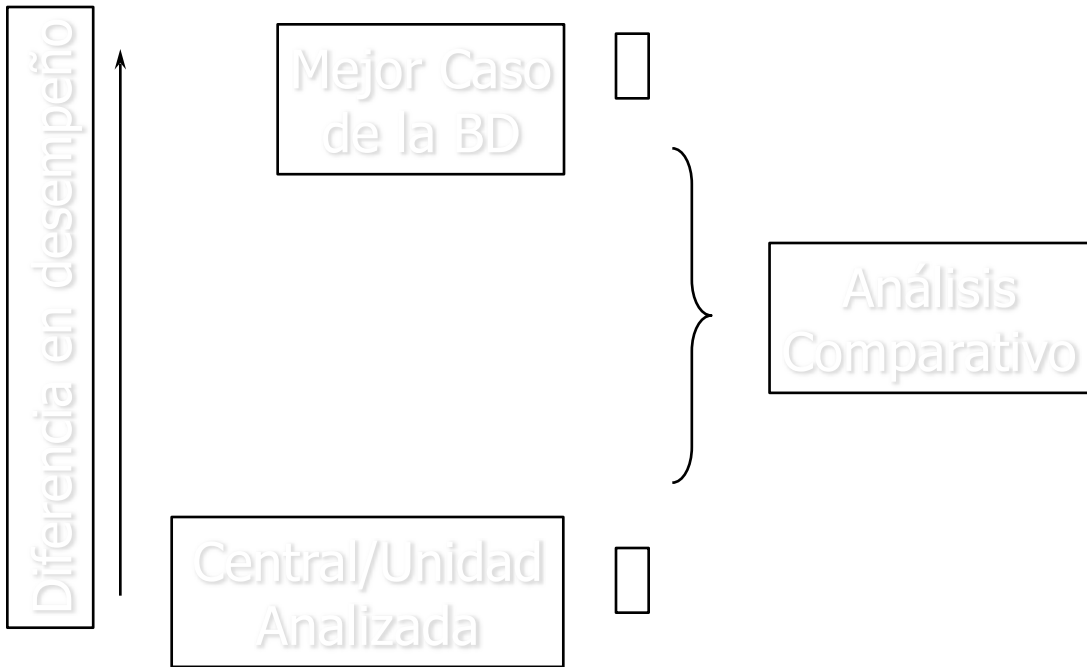 Diferencia en desempeño
Mejor Caso
de la BD
Análisis
Comparativo
Central/Unidad
Analizada